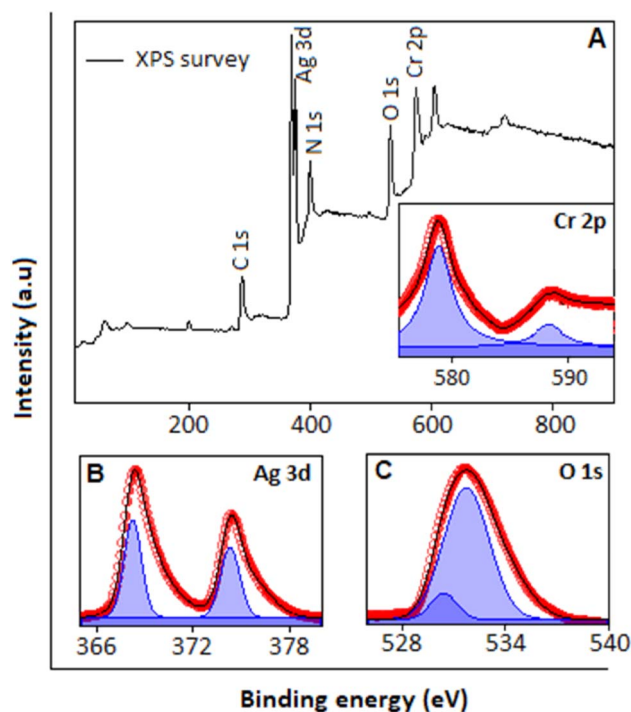 A
XPS survey
Ag 3d
N 1s
C 1s
O 1s
Cr 2p
Cr 2p
580 590
200 400 600 800
Intensity (a.u)
B Ag 3d
366 372 378
C O 1s
528 534 540
Binding energy (eV)